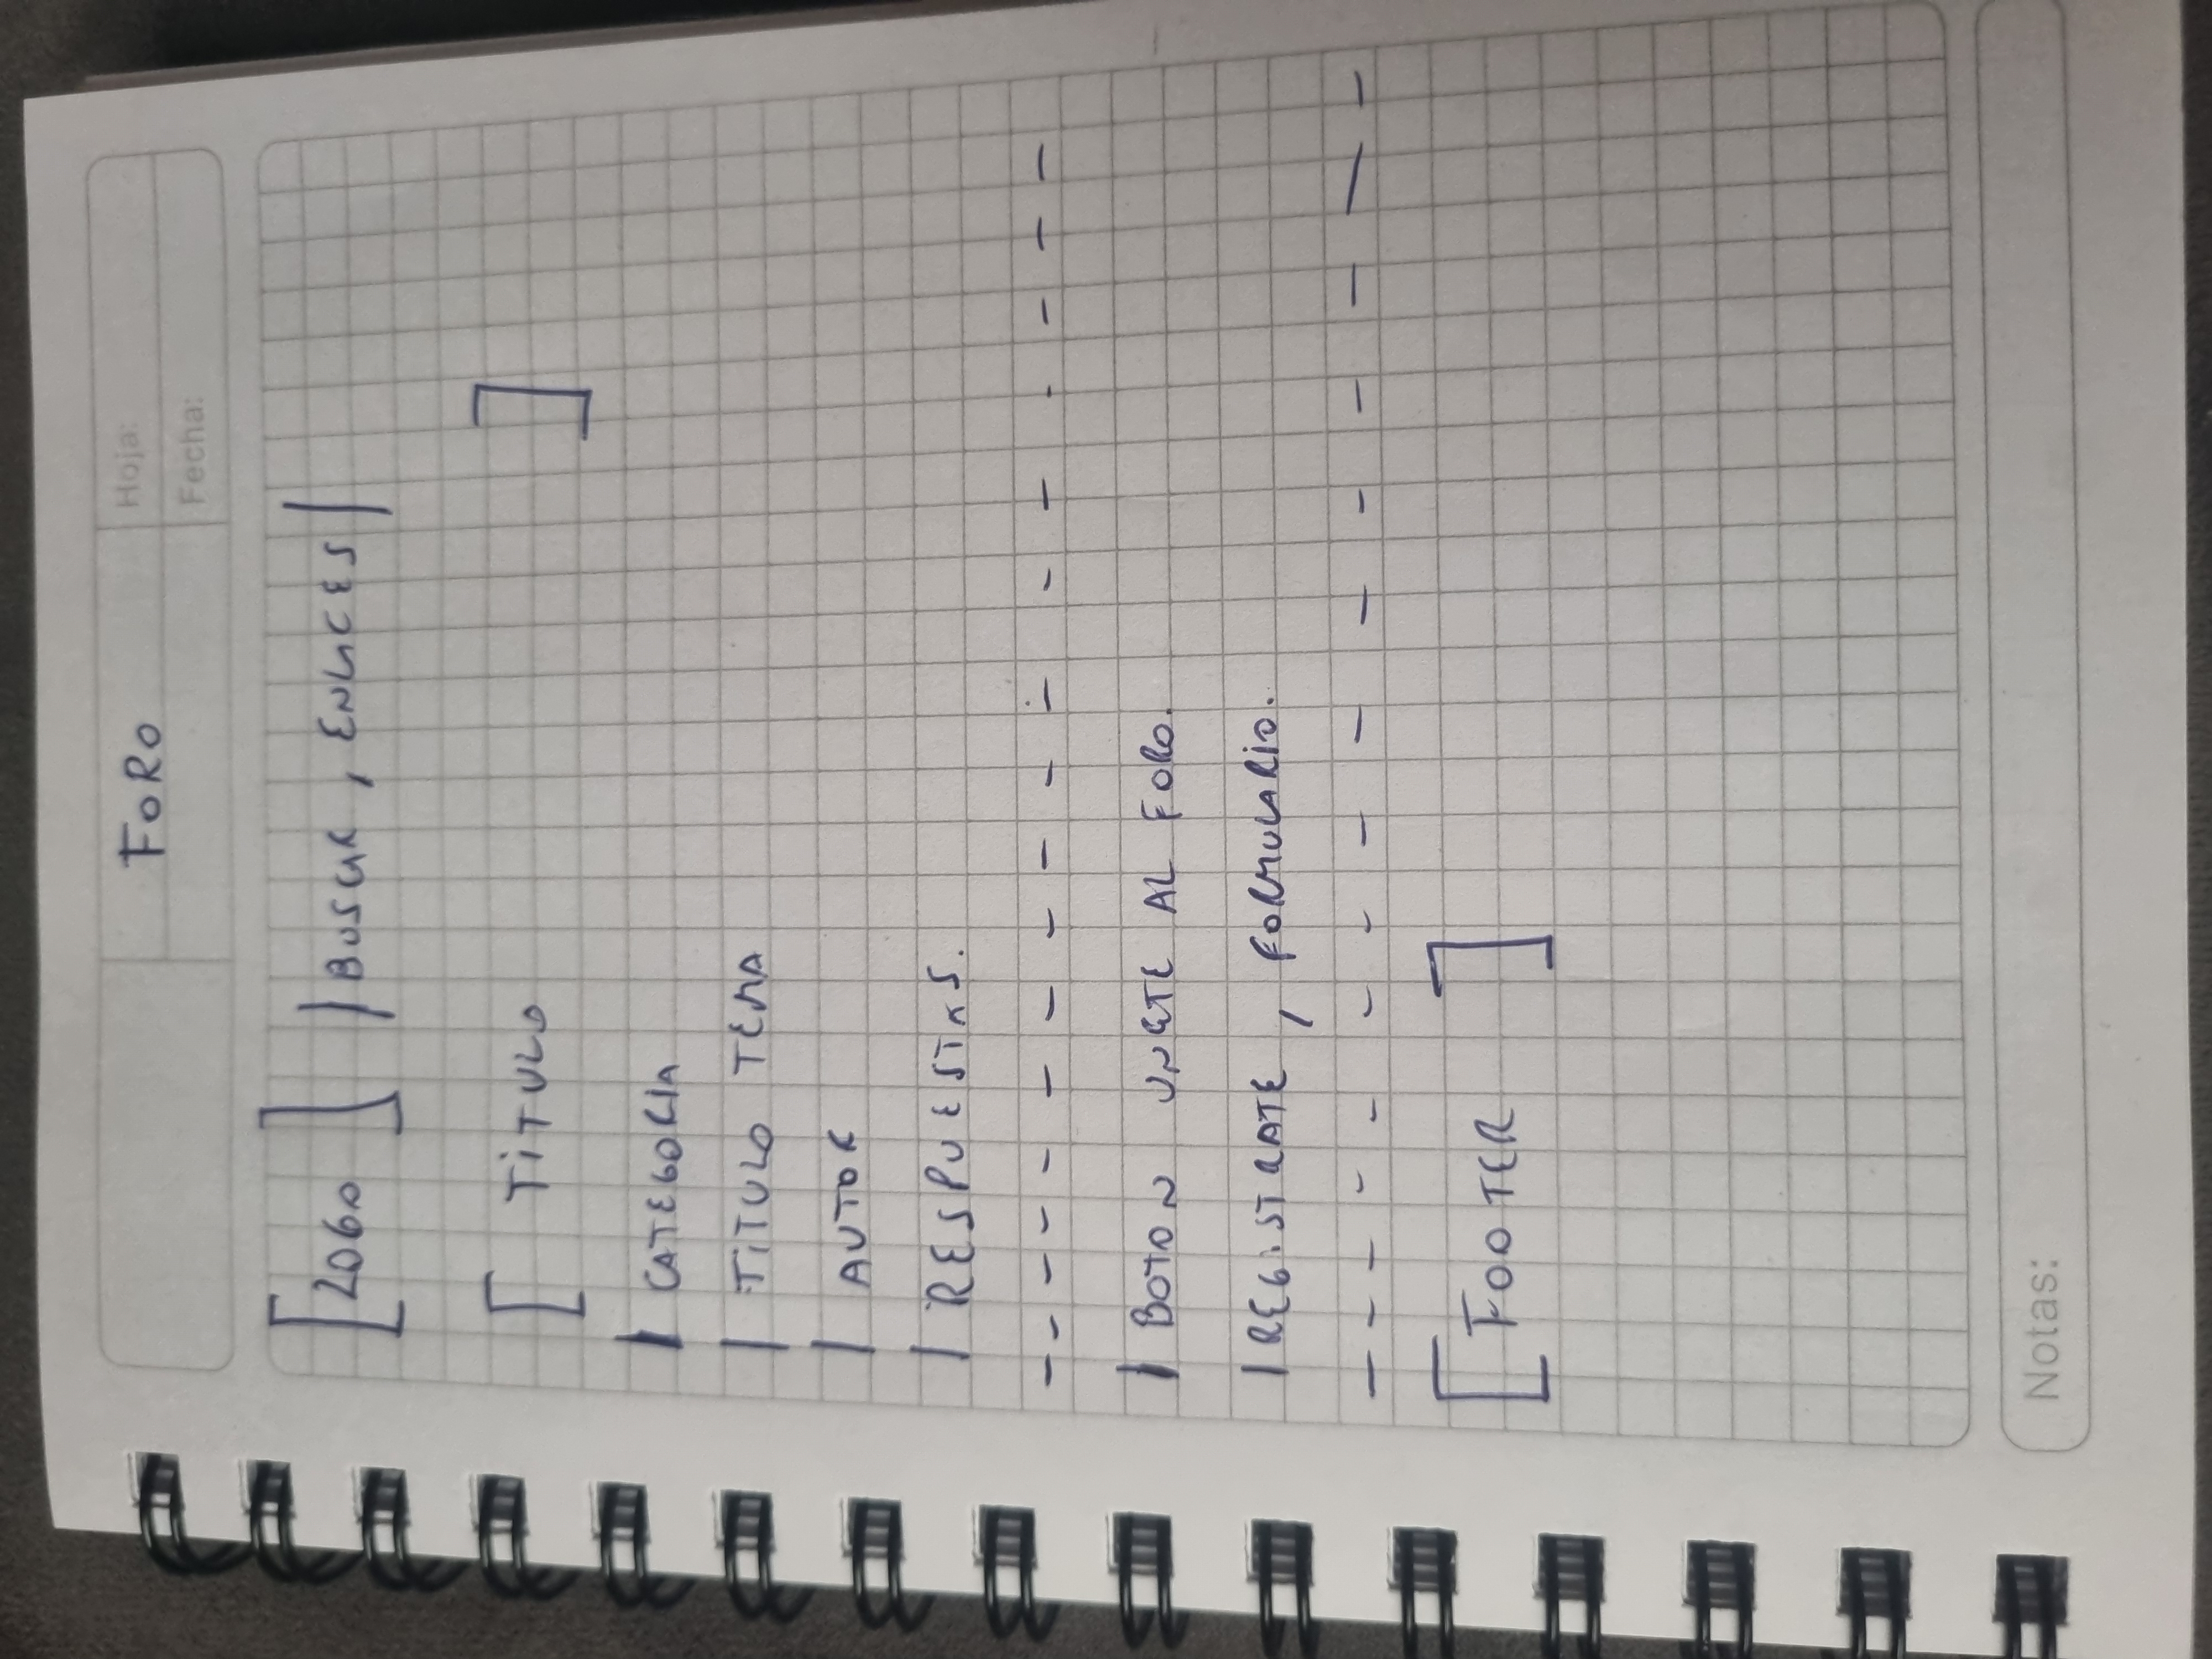 FORO
Hoja:
Fecha:
[LOGO] | BUSCAR, ENLACES |
[TiTULO]
| CATEGORIA
| TiTULO TEMA
| AUTOR
| RESPUESTAS.
- - - - - - - - - - - - - - - - -
| BOTON UNETE AL FORO.
| REGiSTRATE, FORMULARiO.
- - - - - - - - - - - - - - -
[FOOTER]
Notas: